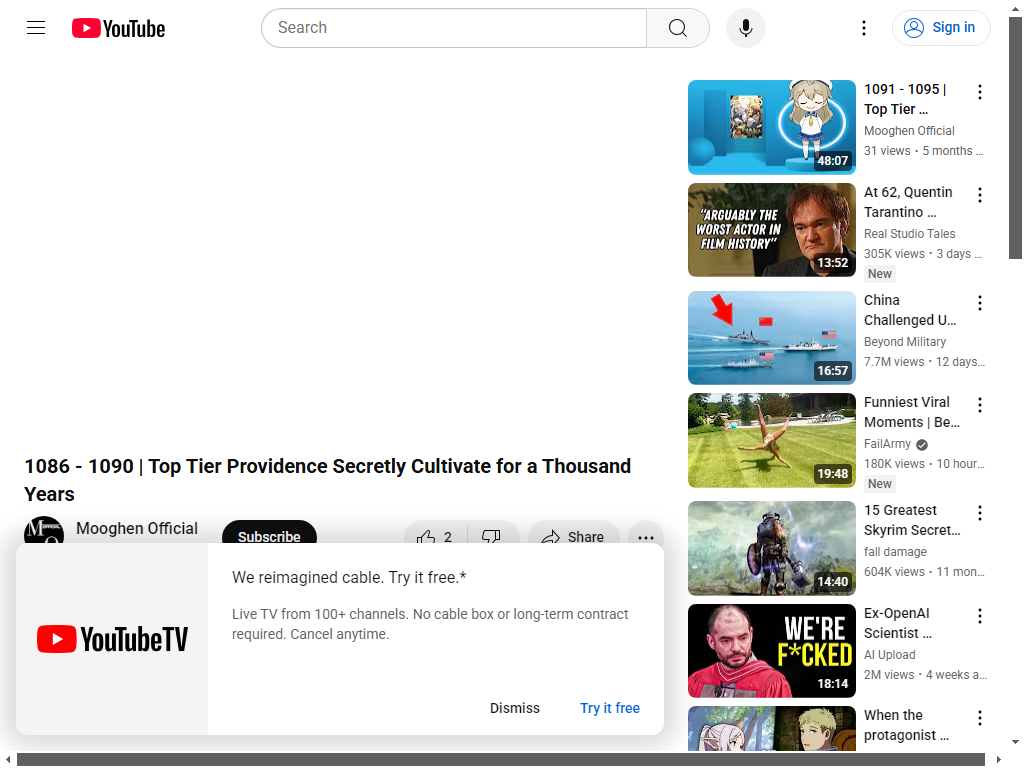 YouTube
Search
Sign in
1086 - 1090 | Top Tier Providence Secretly Cultivate for a Thousand
Years
Mooghen Official
Subscribe
2
Share
YouTubeTV
We reimagined cable. Try it free.*
Live TV from 100+ channels. No cable box or long-term contract
required. Cancel anytime.
Dismiss
Try it free
48:07
1091 - 1095 |
Top Tier ...
Mooghen Official
31 views • 5 months ...
"ARGUABLY THE
WORST ACTOR IN
FILM HISTORY"
13:52
At 62, Quentin
Tarantino ...
Real Studio Tales
305K views • 3 days ...
New
16:57
China
Challenged U...
Beyond Military
7.7M views • 12 days...
19:48
Funniest Viral
Moments | Be...
FailArmy
180K views • 10 hour...
New
14:40
15 Greatest
Skyrim Secret...
fall damage
604K views • 11 mon...
WE'RE
F*CKED
18:14
Ex-OpenAI
Scientist ...
AI Upload
2M views • 4 weeks a...
When the
protagonist ...